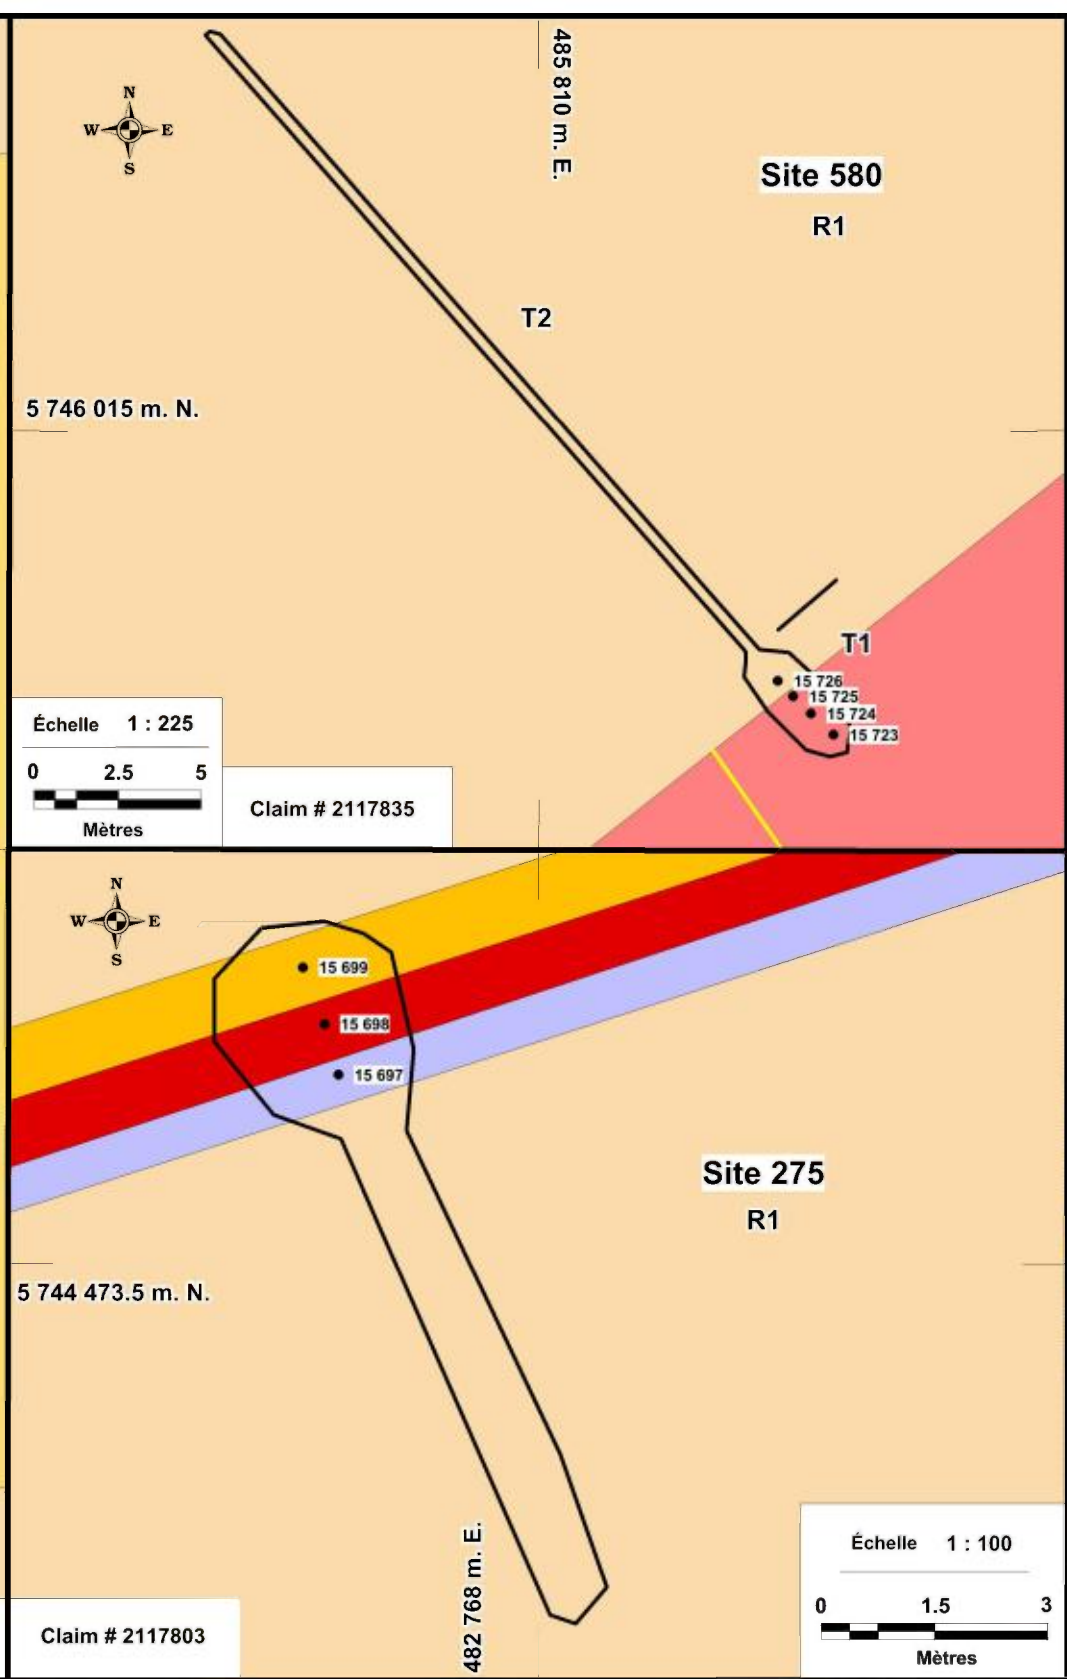 N
W E
S
485 810 m. E.
Site 580
R1
T2
5 746 015 m. N.
T1
15 726
15 725
15 724
15 723
Échelle 1 : 225
0 2.5 5
Mètres
Claim # 2117835
N
W E
S
15 699
15 698
15 697
Site 275
R1
5 744 473.5 m. N.
482 768 m. E.
Échelle 1 : 100
0 1.5 3
Mètres
Claim # 2117803